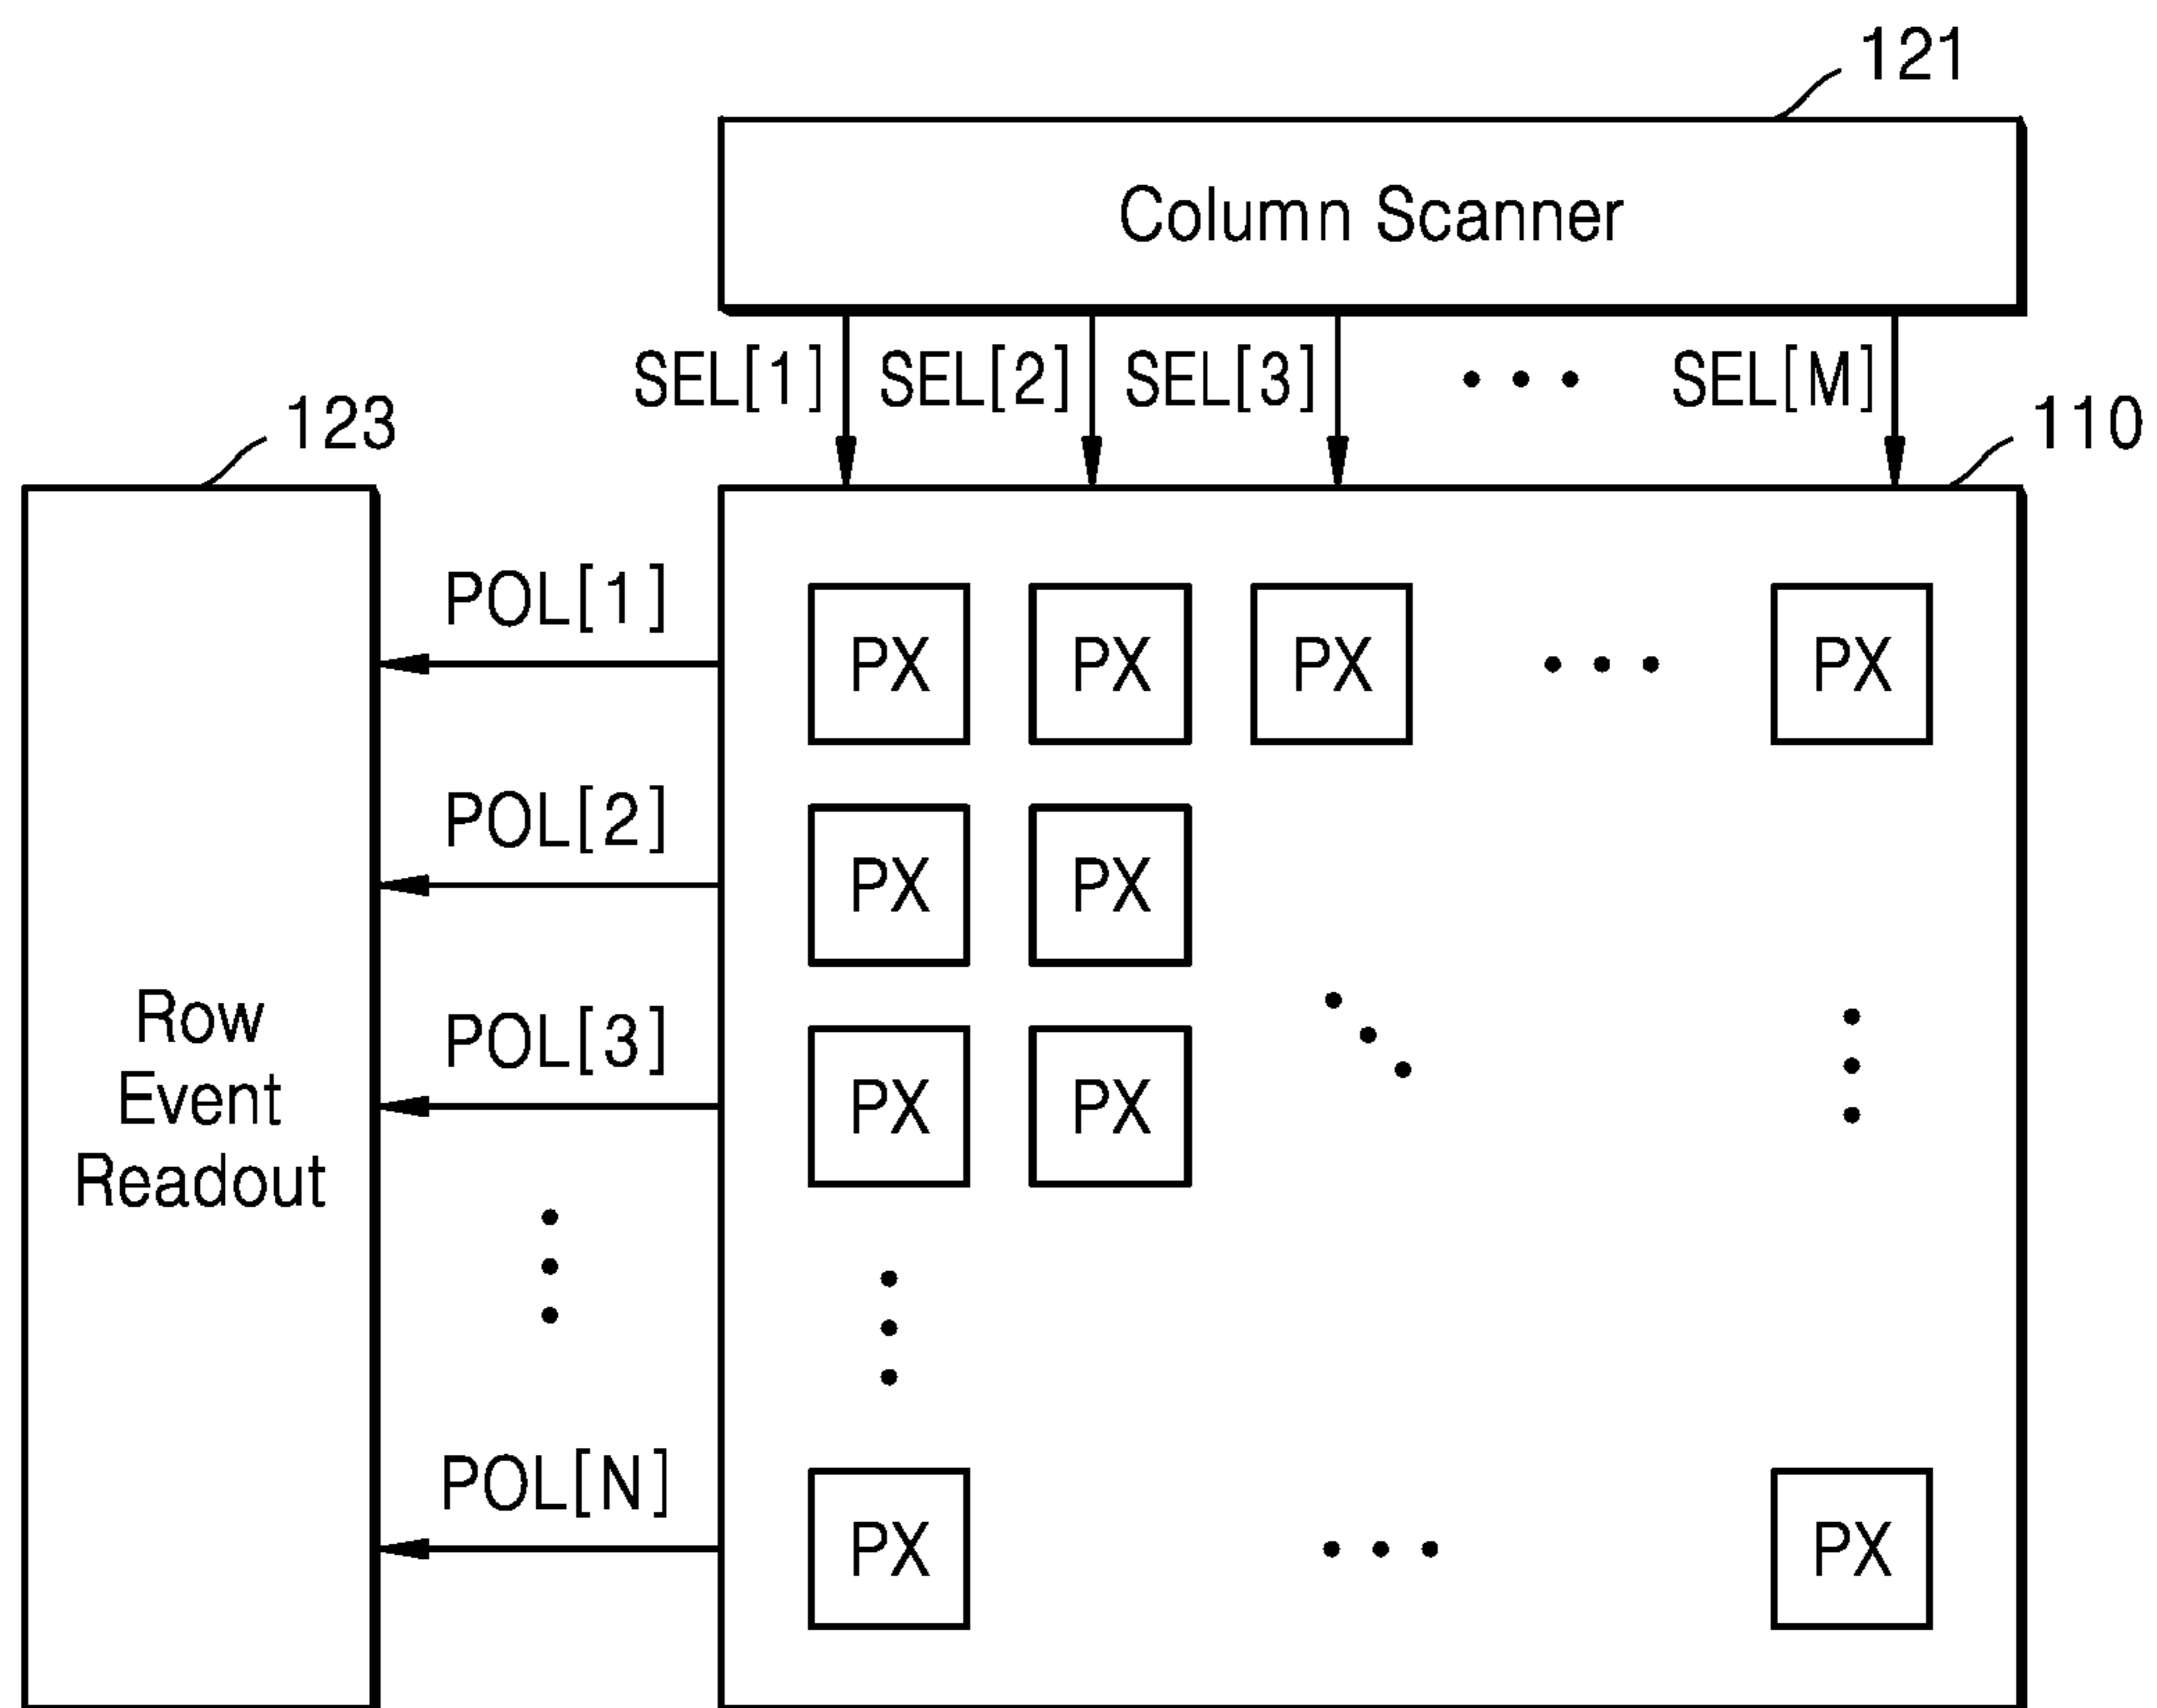 121
Column Scanner
SEL[1] SEL[2] SEL[3] SEL[M]
123
110
POL[1]
PX PX PX PX
POL[2]
PX PX
POL[3]
PX PX
Row
Event
Readout
POL[N]
PX PX